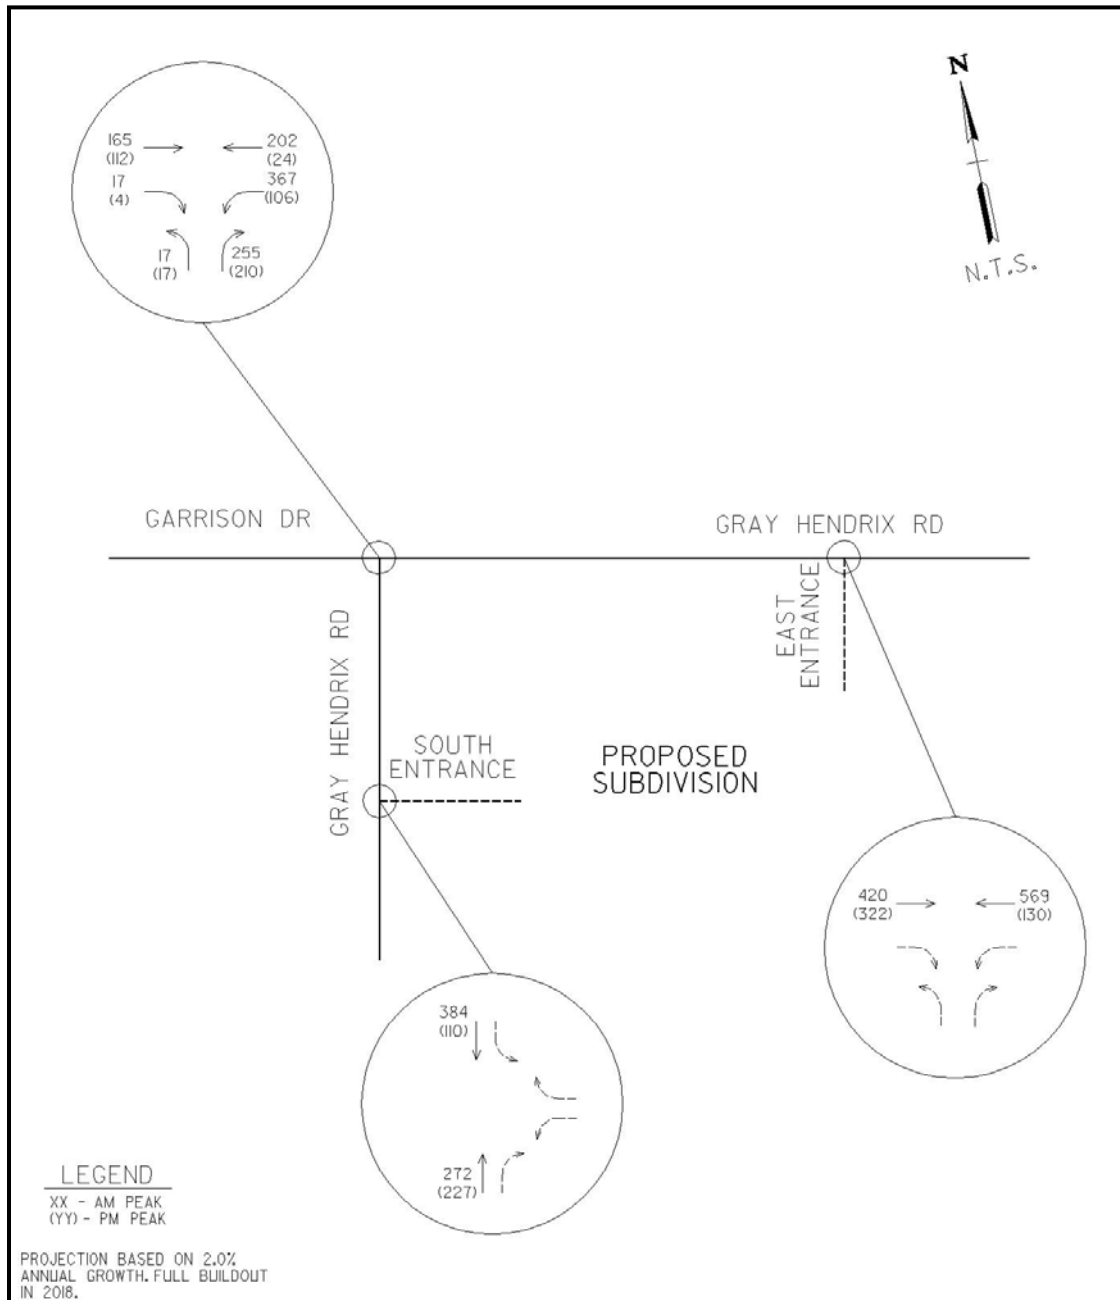 N
N.T.S.
165
(112)
202
(24)
17
(4)
367
(106)
17
(17)
255
(210)
GARRISON DR
GRAY HENDRIX RD
EAST
ENTRANCE
GRAY HENDRIX RD
SOUTH
ENTRANCE
PROPOSED
SUBDIVISION
420
(322)
569
(130)
384
(110)
272
(227)
LEGEND
XX - AM PEAK
(YY) - PM PEAK
PROJECTION BASED ON 2.0%
ANNUAL GROWTH. FULL BUILDOUT
IN 2018.